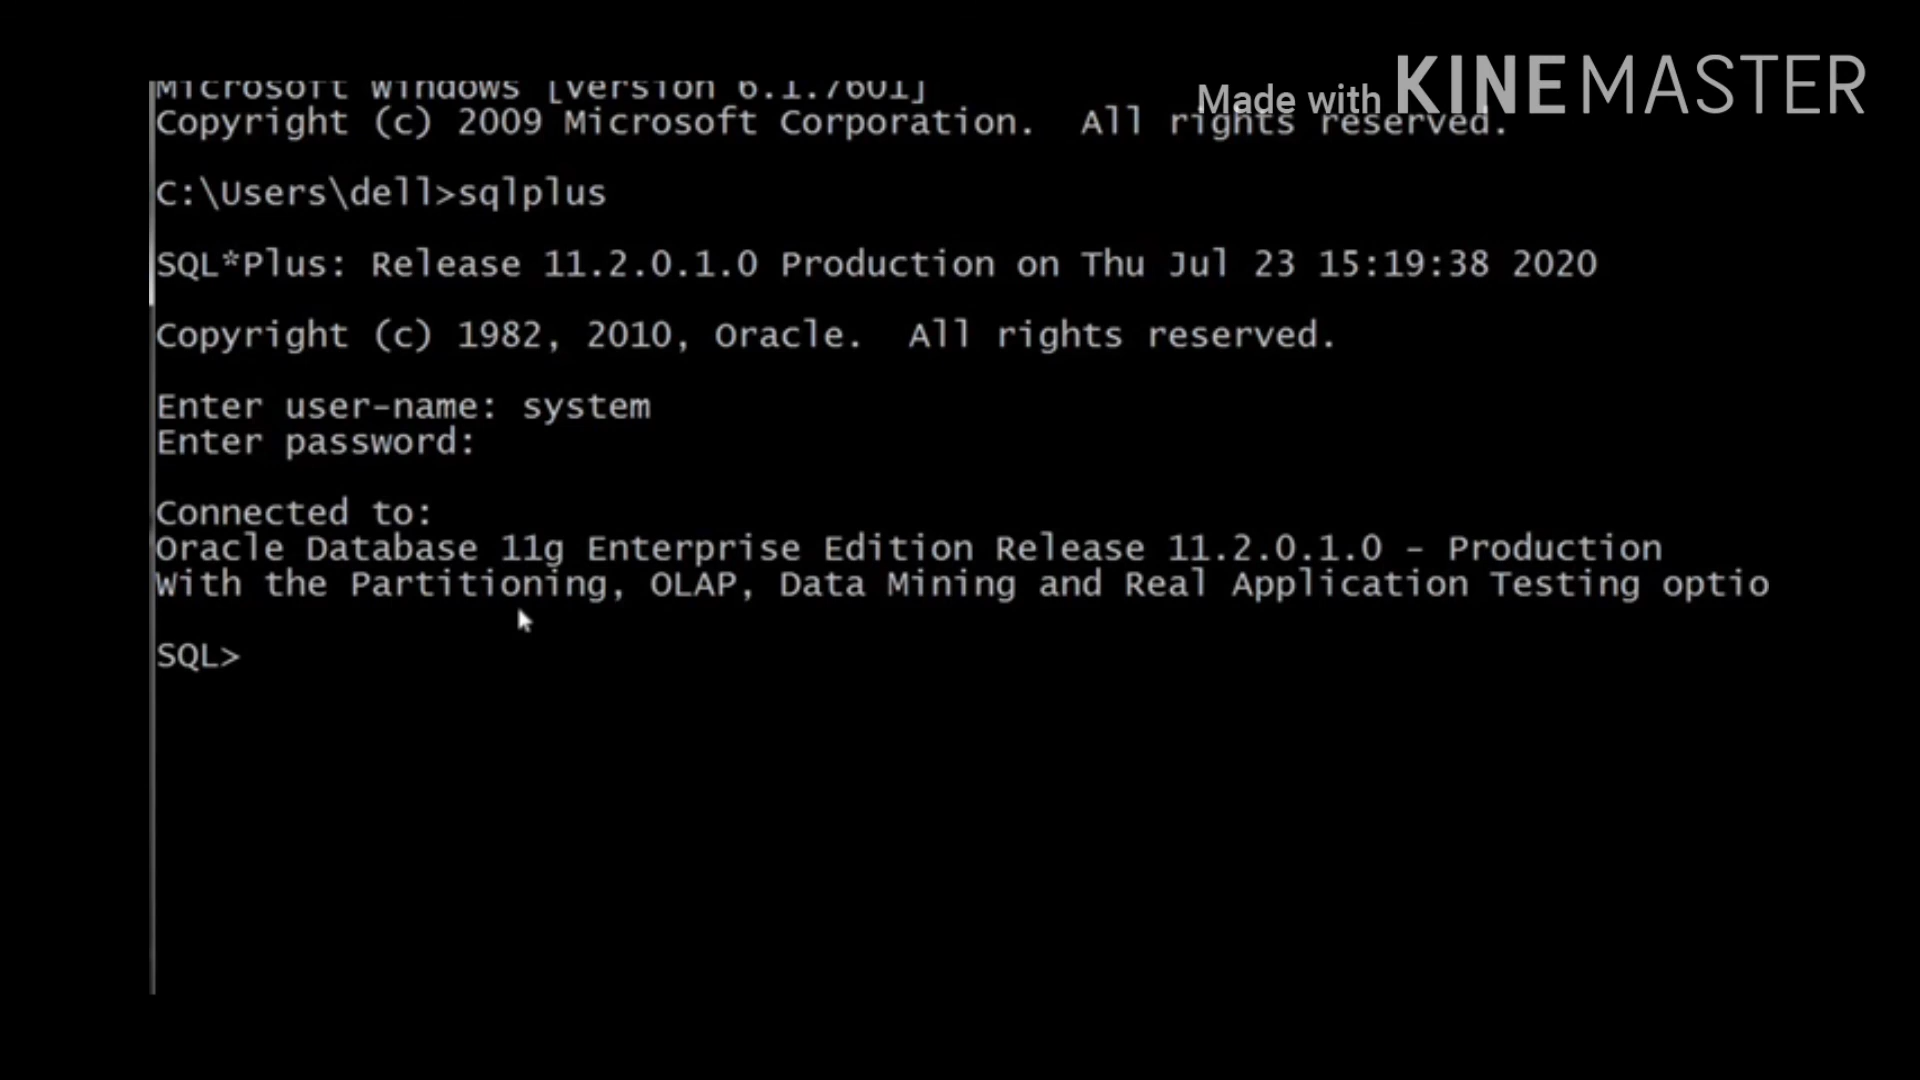 Microsoft Windows [Version 6.1.7601]
Made with KINEMASTER
Copyright (c) 2009 Microsoft Corporation.  All rights reserved.
C:\Users\dell>sqlplus
SQL*Plus: Release 11.2.0.1.0 Production on Thu Jul 23 15:19:38 2020
Copyright (c) 1982, 2010, Oracle.  All rights reserved.
Enter user-name: system
Enter password:
Connected to:
Oracle Database 11g Enterprise Edition Release 11.2.0.1.0 - Production
With the Partitioning, OLAP, Data Mining and Real Application Testing optio
SQL>